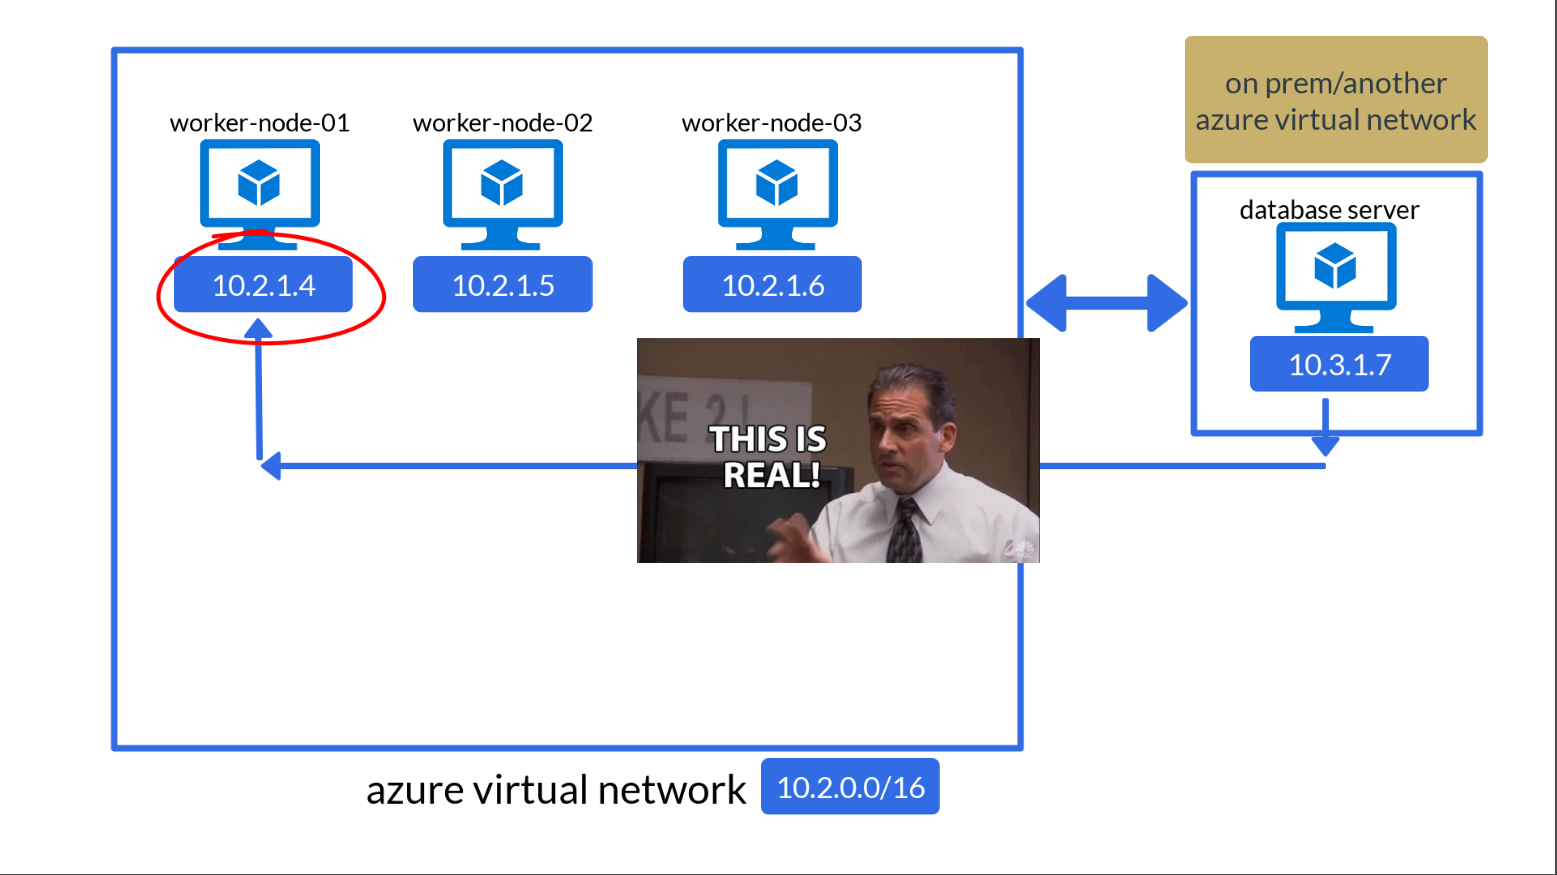 on prem/another
azure virtual network
worker-node-01
worker-node-02
worker-node-03
database server
10.2.1.4
10.2.1.5
10.2.1.6
10.3.1.7
KE 2 !
THIS IS
REAL!
azure virtual network
10.2.0.0/16